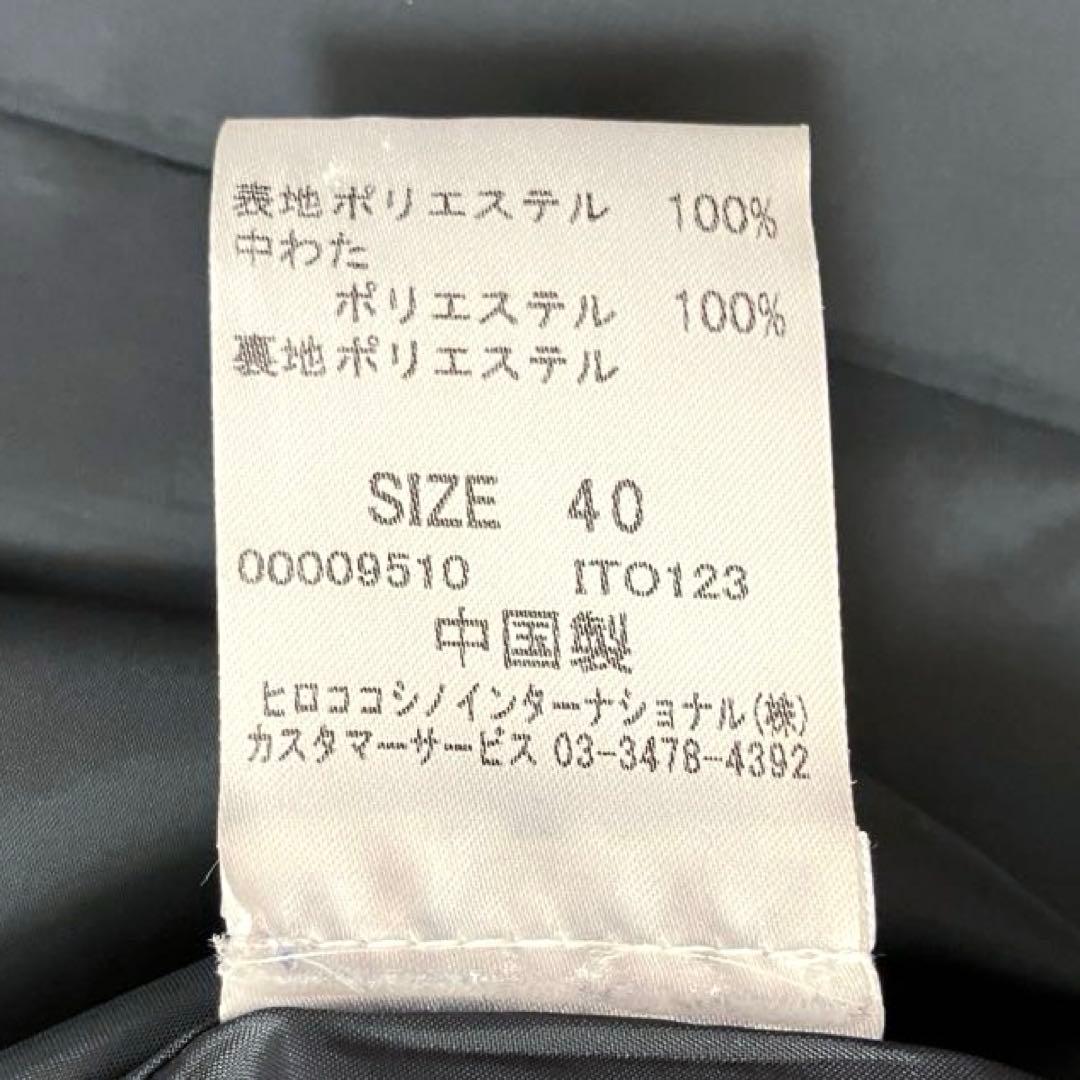 表地ポリエステル 100%
中わた
ポリエステル 100%
裏地ポリエステル
SIZE 40
00009510 ITO123
中国製
ヒロココシノインターナショナル(株)
カスタマーサービス 03-3478-4392